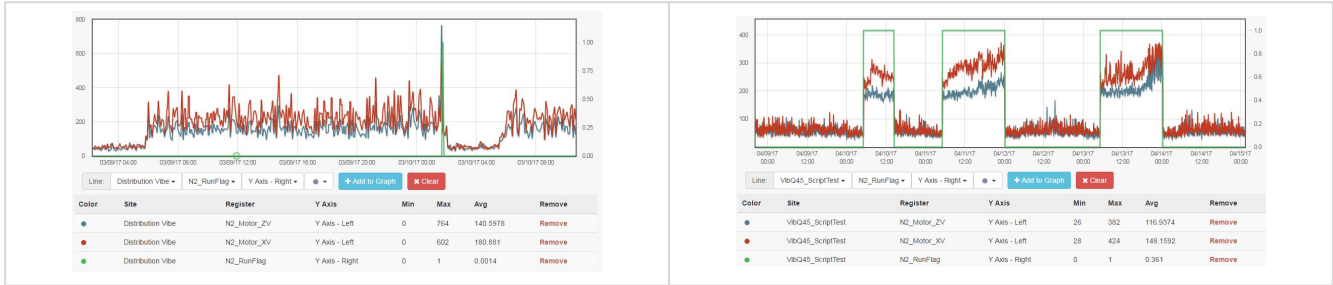 800
600
400
200
0
1.00
0.75
0.50
0.25
0.00
03/09/17 04:00 03/09/17 08:00 03/09/17 12:00 03/09/17 16:00 03/09/17 20:00 03/10/17 00:00 03/10/17 04:00 03/10/17 08:00
Line: Distribution Vibe N2_RunFlag Y Axis - Right + Add to Graph × Clear
Color Site Register Y Axis Min Max Avg Remove
Distribution Vibe N2_Motor_ZV Y Axis - Left 0 764 140.5978 Remove
Distribution Vibe N2_Motor_XV Y Axis - Left 0 602 180.881 Remove
Distribution Vibe N2_RunFlag Y Axis - Right 0 1 0.0014 Remove
400
300
200
100
1.0
0.8
0.6
0.4
0.2
0.0
04/09/17 04/09/17 04/10/17 04/10/17 04/11/17 04/11/17 04/12/17 04/12/17 04/13/17 04/13/17 04/14/17 04/14/17 04/15/17
00:00 12:00 00:00 12:00 00:00 12:00 00:00 12:00 00:00 12:00 00:00 12:00 00:00
Line: VibQ45_ScriptTest N2_RunFlag Y Axis - Right + Add to Graph × Clear
Color Site Register Y Axis Min Max Avg Remove
VibQ45_ScriptTest N2_Motor_ZV Y Axis - Left 26 382 116.9374 Remove
VibQ45_ScriptTest N2_Motor_XV Y Axis - Left 28 424 148.1592 Remove
VibQ45_ScriptTest N2_RunFlag Y Axis - Right 0 1 0.361 Remove